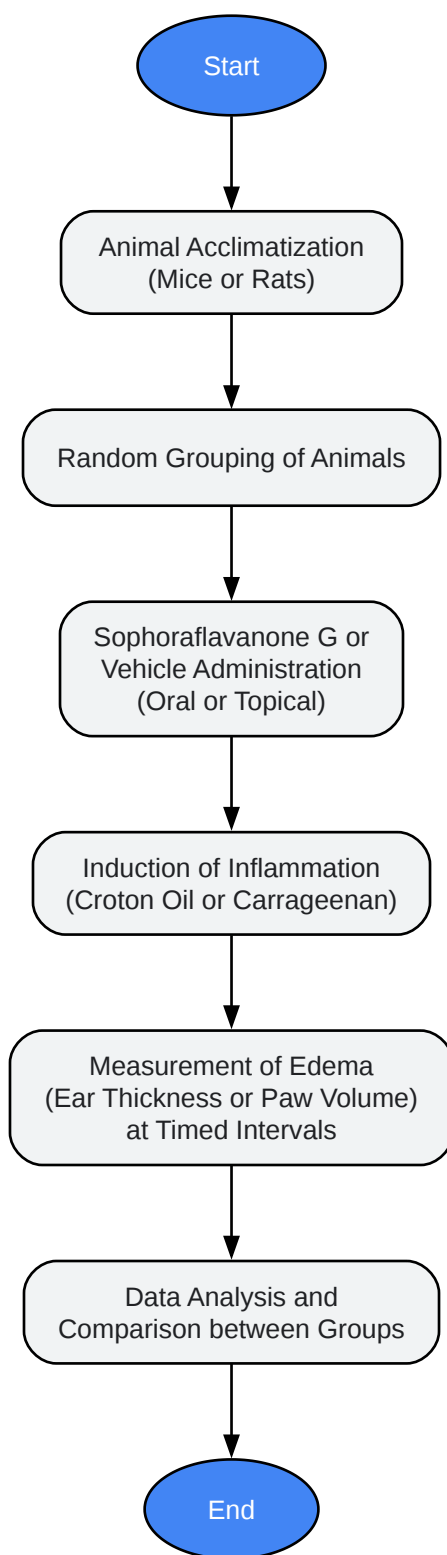 Start
Animal Acclimatization
(Mice or Rats)
Random Grouping of Animals
Sophoraflavanone G or
Vehicle Administration
(Oral or Topical)
Induction of Inflammation
(Croton Oil or Carrageenan)
Measurement of Edema
(Ear Thickness or Paw Volume)
at Timed Intervals
Data Analysis and
Comparison between Groups
End